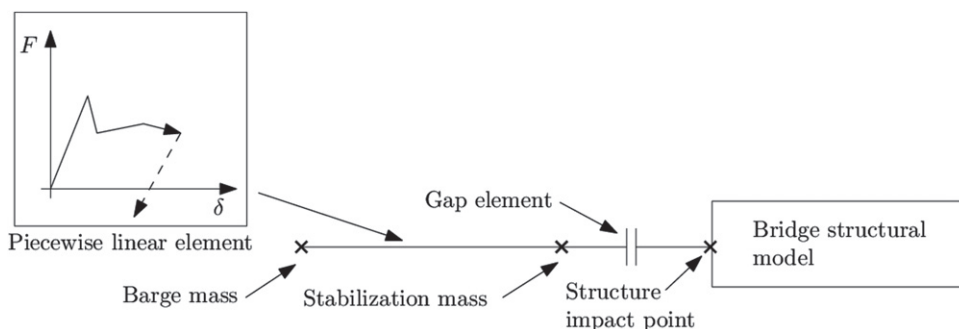 F
δ
Piecewise linear element
Gap element
Bridge structural
model
Barge mass
Stabilization mass
Structure
impact point